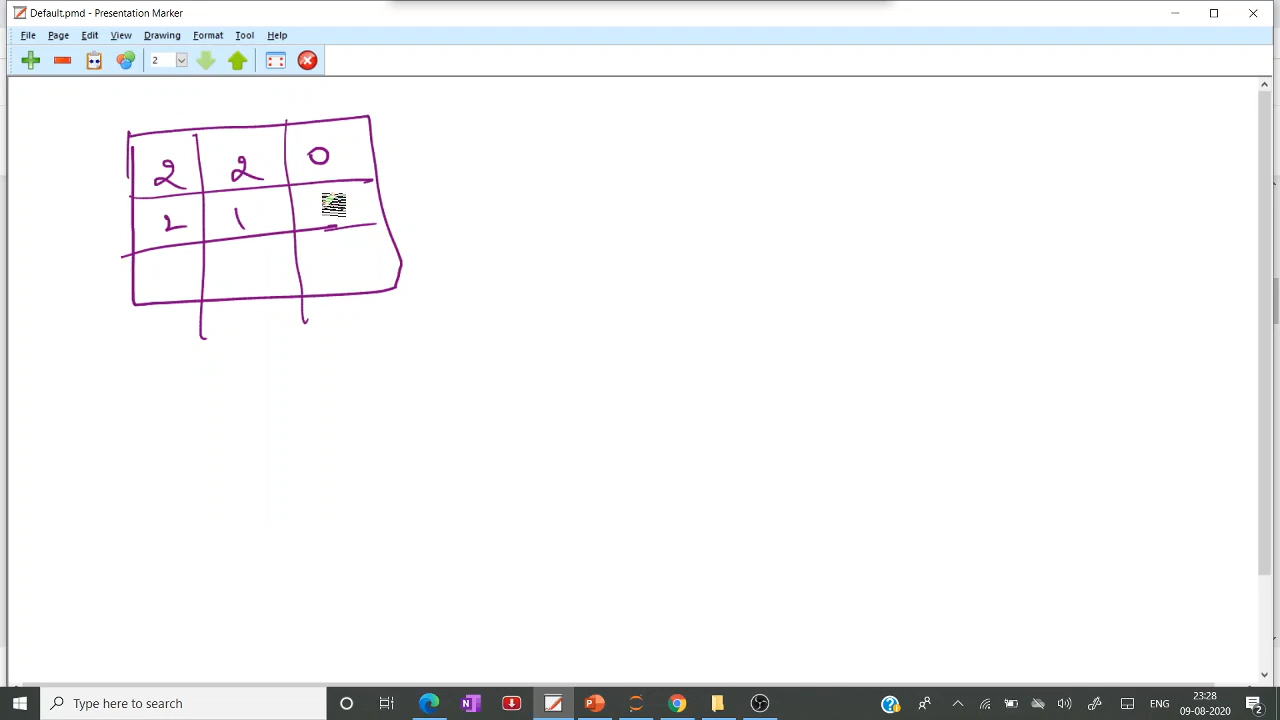 Default.pmd - Presentation Marker
File Page Edit View Drawing Format Tool Help
2
2 2 0
2 1
Type here to search
ENG
23:28
09-08-2020
2